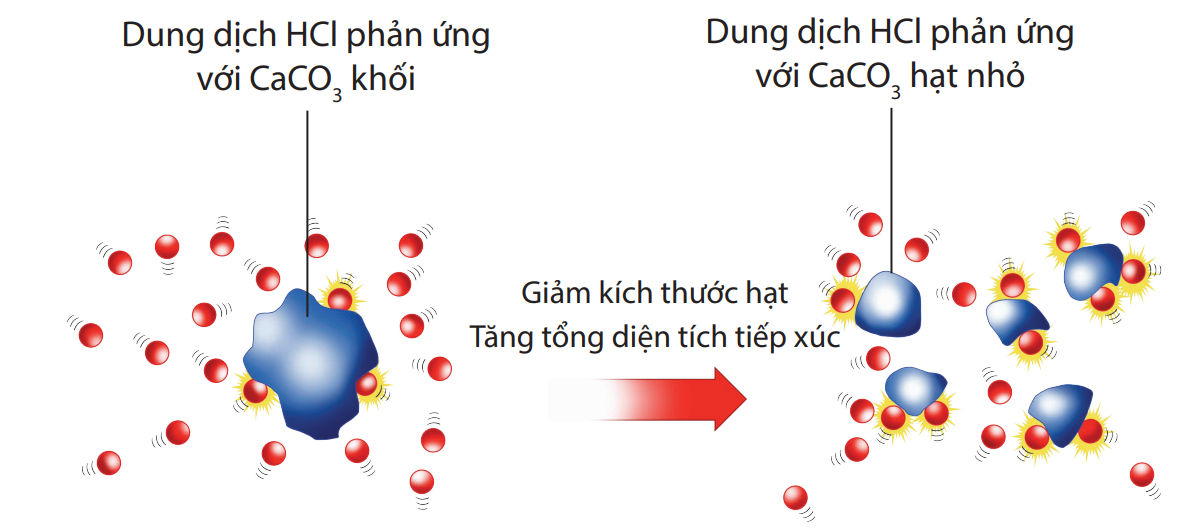 Dung dịch HCl phản ứng
với CaCO₃ khối
Dung dịch HCl phản ứng
với CaCO₃ hạt nhỏ
Giảm kích thước hạt
Tăng tổng diện tích tiếp xúc